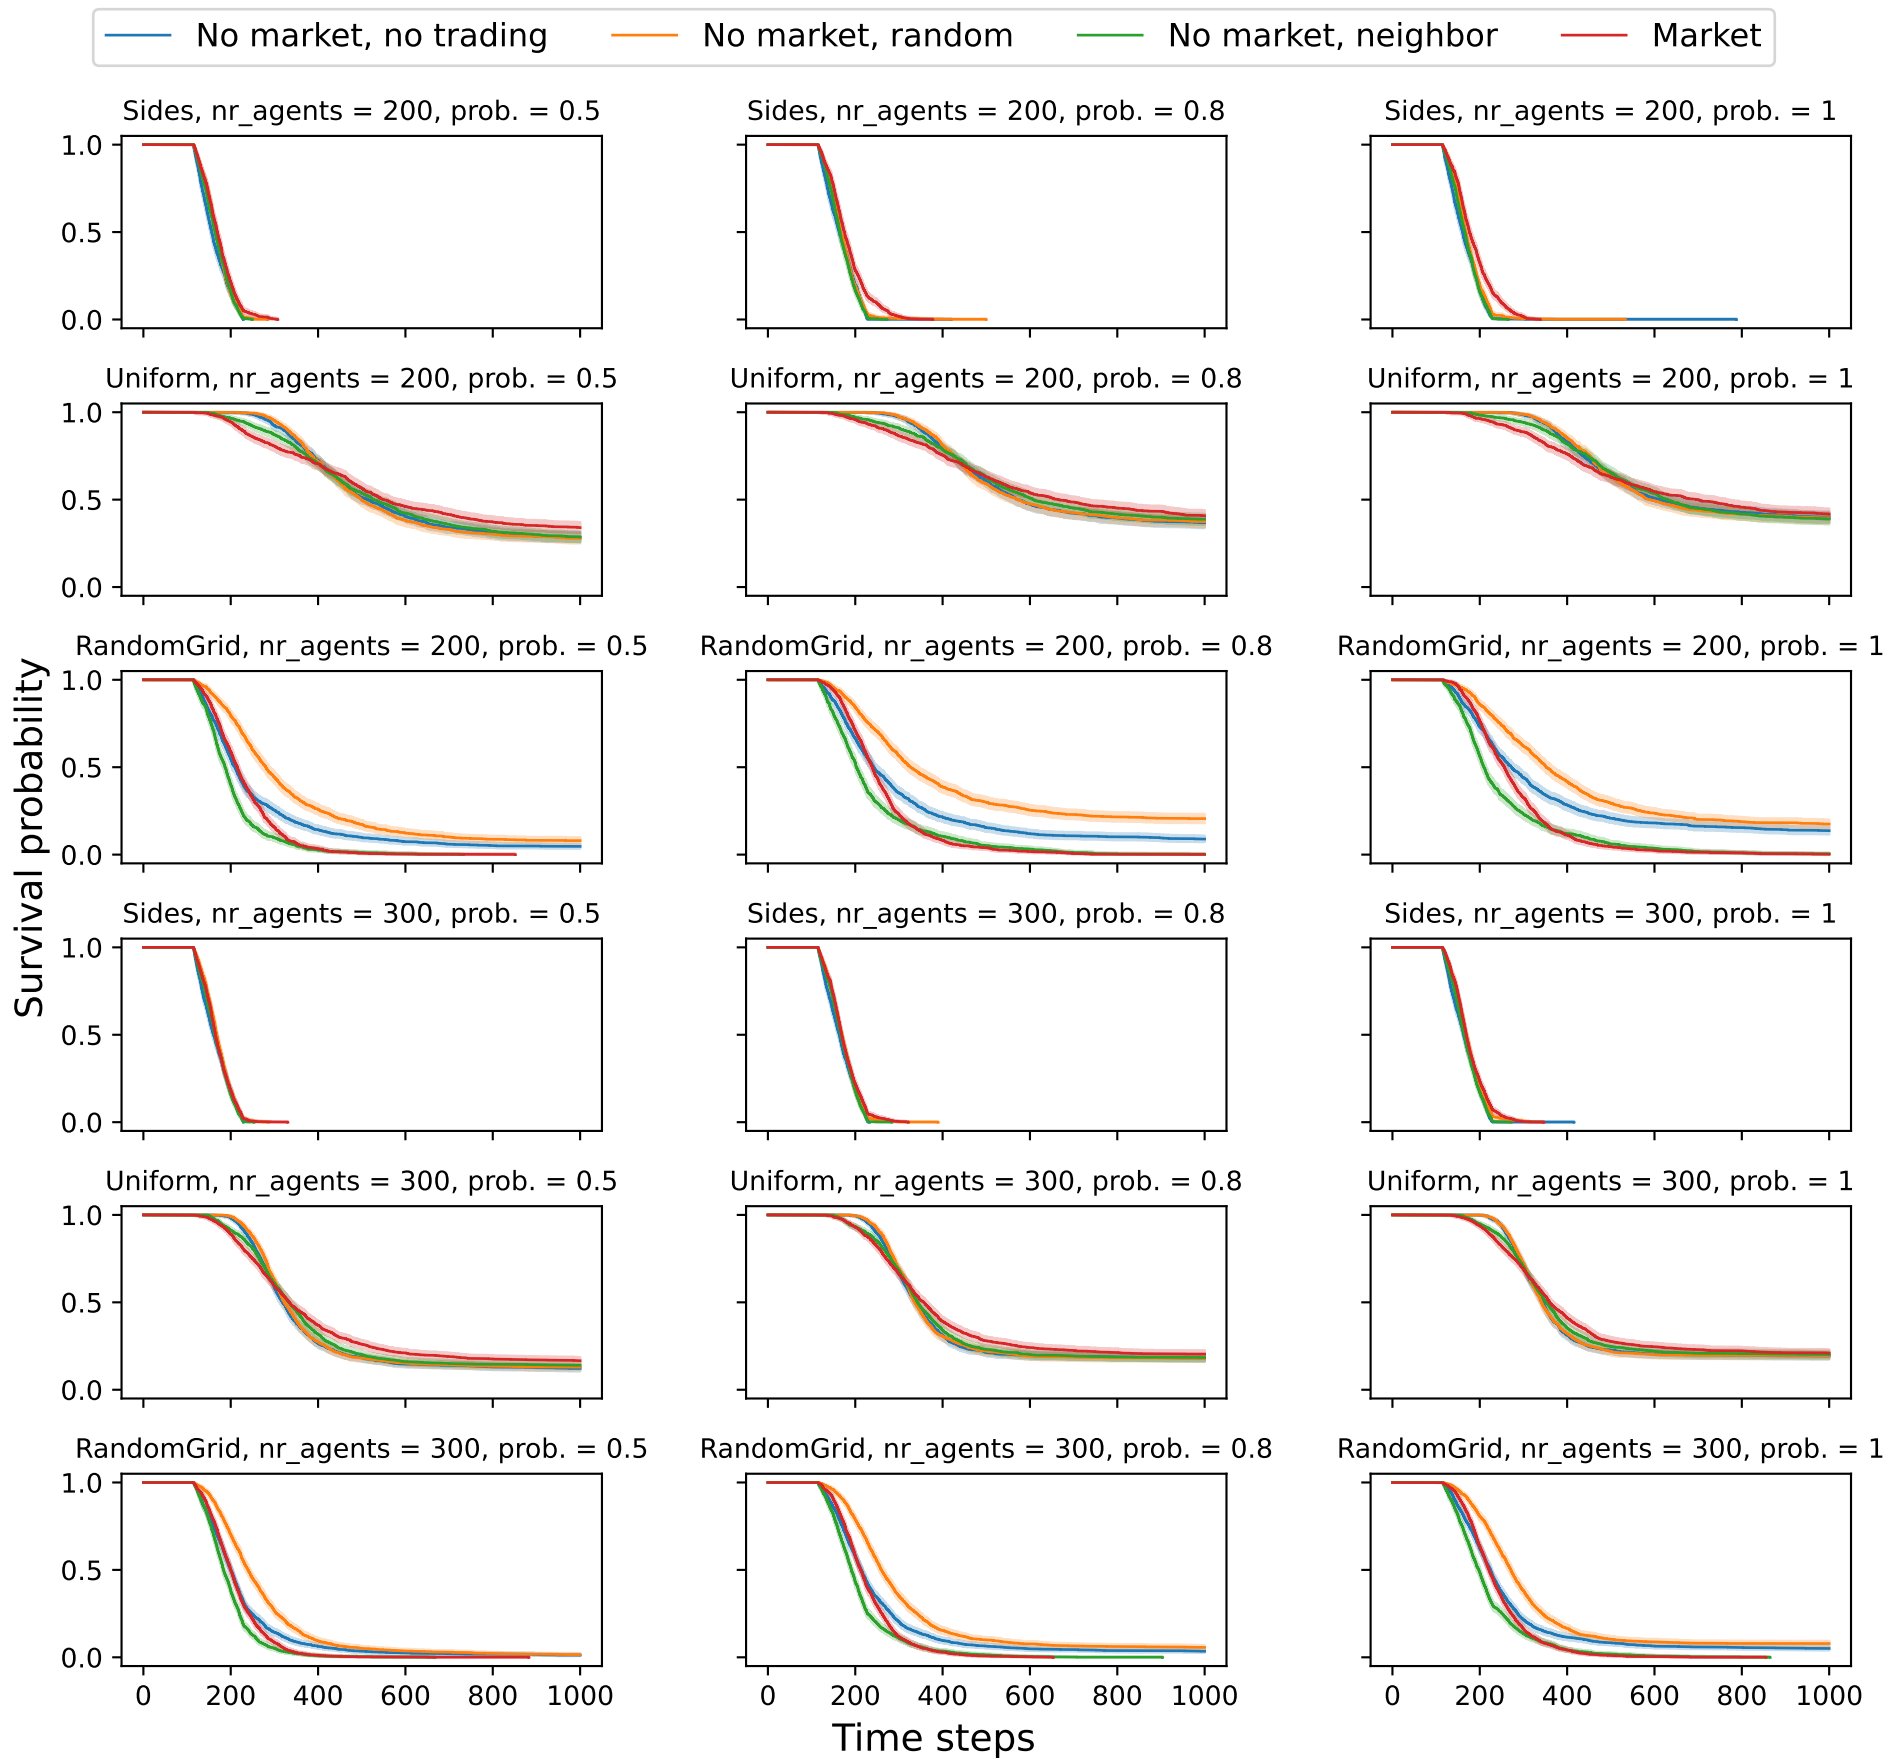 No market, no trading No market, random No market, neighbor Market
Sides, nr_agents = 200, prob. = 0.5 Sides, nr_agents = 200, prob. = 0.8 Sides, nr_agents = 200, prob. = 1
1.0
0.5
0.0
Uniform, nr_agents = 200, prob. = 0.5 Uniform, nr_agents = 200, prob. = 0.8 Uniform, nr_agents = 200, prob. = 1
1.0
0.5
0.0
RandomGrid, nr_agents = 200, prob. = 0.5 RandomGrid, nr_agents = 200, prob. = 0.8 RandomGrid, nr_agents = 200, prob. = 1
1.0
0.5
0.0
Survival probability
Sides, nr_agents = 300, prob. = 0.5 Sides, nr_agents = 300, prob. = 0.8 Sides, nr_agents = 300, prob. = 1
1.0
0.5
0.0
Uniform, nr_agents = 300, prob. = 0.5 Uniform, nr_agents = 300, prob. = 0.8 Uniform, nr_agents = 300, prob. = 1
1.0
0.5
0.0
RandomGrid, nr_agents = 300, prob. = 0.5 RandomGrid, nr_agents = 300, prob. = 0.8 RandomGrid, nr_agents = 300, prob. = 1
1.0
0.5
0.0
0 200 400 600 800 1000 0 200 400 600 800 1000 0 200 400 600 800 1000
Time steps